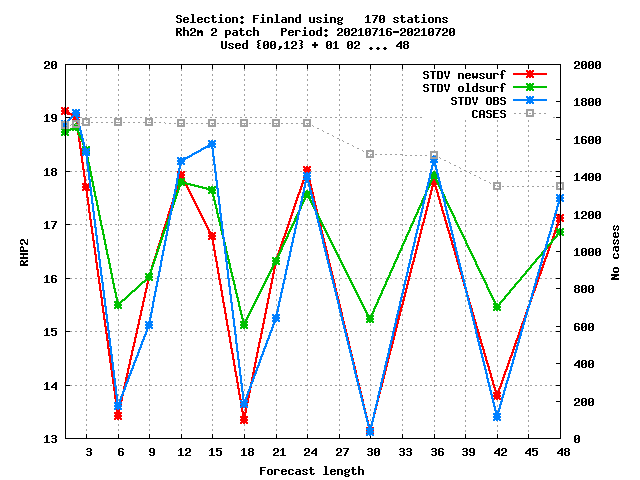 Selection: Finland using   170 stations
Rh2m 2 patch   Period: 20210716-20210720
Used {00,12} + 01 02 ... 48
STDV newsurf
STDV oldsurf
STDV OBS
CASES
RHP2
20
19
18
17
16
15
14
13
2000
1800
1600
1400
1200
1000
800
600
400
200
0
No cases
3 6 9 12 15 18 21 24 27 30 33 36 39 42 45 48
Forecast length